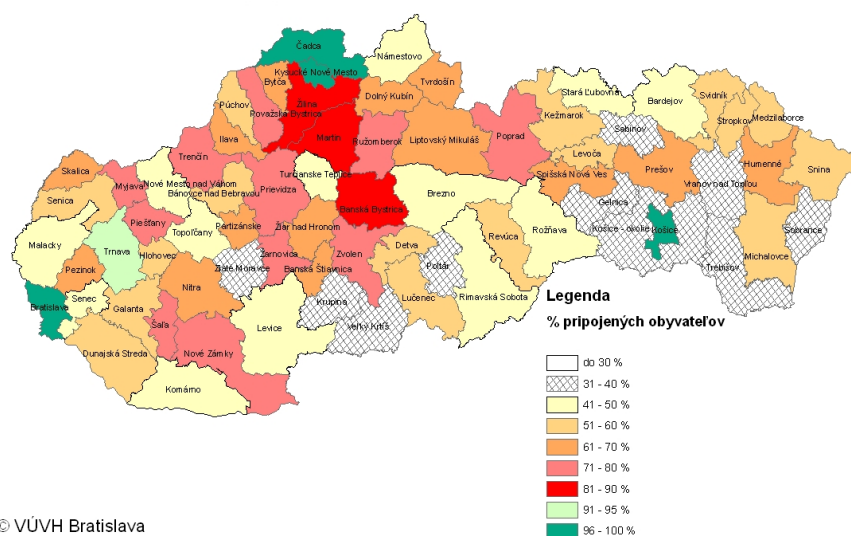 Čadca
Kysucké Nové Mesto
Námestovo
Bytča
Tvrdošín
Púchov
Žilina
Dolný Kubín
Považská Bystrica
Stará Ľubovňa
Bardejov
Svidník
Stropkov
Medzilaborce
Kežmarok
Sabinov
Ilava
Martin
Ružomberok
Liptovský Mikuláš
Poprad
Levoča
Prešov
Humenné
Snina
Trenčín
Turčianske Teplice
Spišská Nová Ves
Vranov nad Topľou
Skalica
Myjava
Nové Mesto nad Váhom
Bánovce nad Bebravou
Prievidza
Brezno
Gelnica
Senica
Banská Bystrica
Piešťany
Topoľčany
Partizánske
Žiar nad Hronom
Rožňava
Košice - okolie
Košice
Sobrance
Malacky
Trnava
Hlohovec
Zlaté Moravce
Žarnovica
Zvolen
Detva
Revúca
Michalovce
Pezinok
Banská Štiavnica
Poltár
Trebišov
Nitra
Rimavská Sobota
Bratislava
Senec
Galanta
Krupina
Lučenec
Šaľa
Levice
Veľký Krtíš
Dunajská Streda
Nové Zámky
Komárno
Legenda
% pripojených obyvateľov
do 30 %
31 - 40 %
41 - 50 %
51 - 60 %
61 - 70 %
71 - 80 %
81 - 90 %
91 - 95 %
96 - 100 %
© VÚVH Bratislava